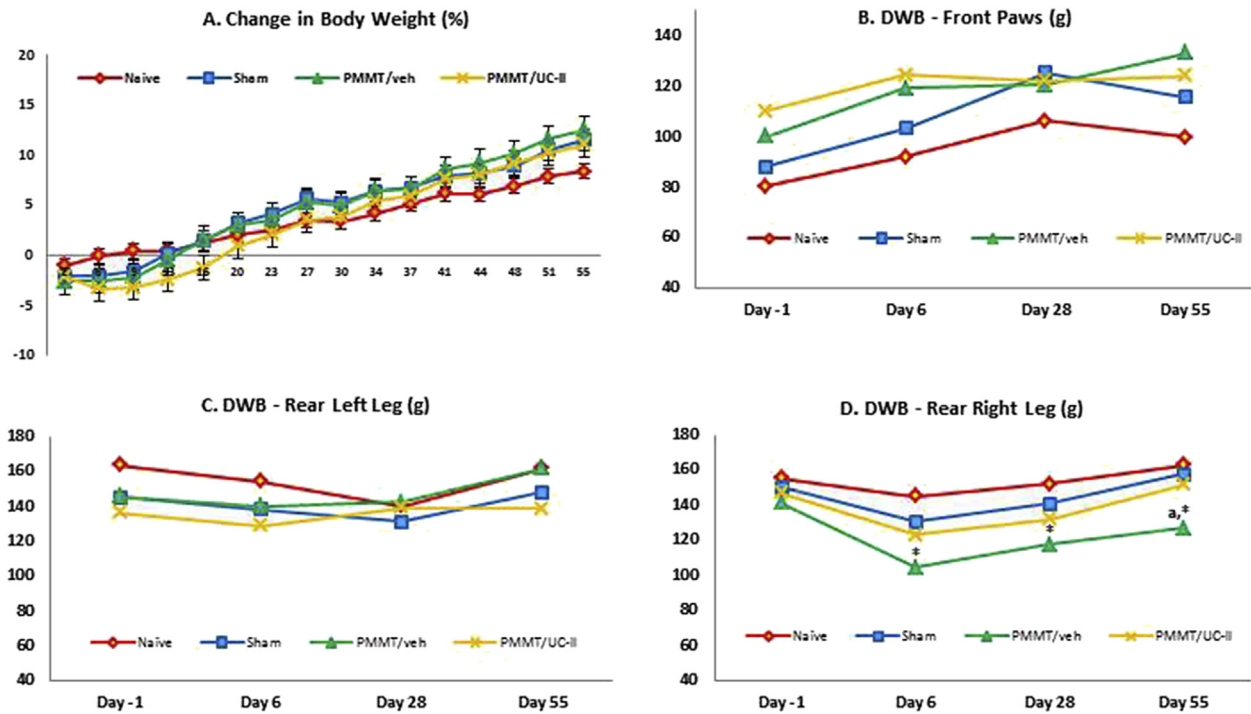 A. Change in Body Weight (%)
20
15
10
5
0
-5
-10
Naive Sham PMMT/veh PMMT/UC-II
16 20 23 27 30 34 37 41 44 48 51 55
B. DWB - Front Paws (g)
140
120
100
80
60
40
Naive Sham PMMT/veh PMMT/UC-II
Day -1 Day 6 Day 28 Day 55
C. DWB - Rear Left Leg (g)
180
160
140
120
100
80
60
40
Naive Sham PMMT/veh PMMT/UC-II
Day -1 Day 6 Day 28 Day 55
D. DWB - Rear Right Leg (g)
180
160
140
120
100
80
60
40
* * a,*
Naive Sham PMMT/veh PMMT/UC-II
Day -1 Day 6 Day 28 Day 55